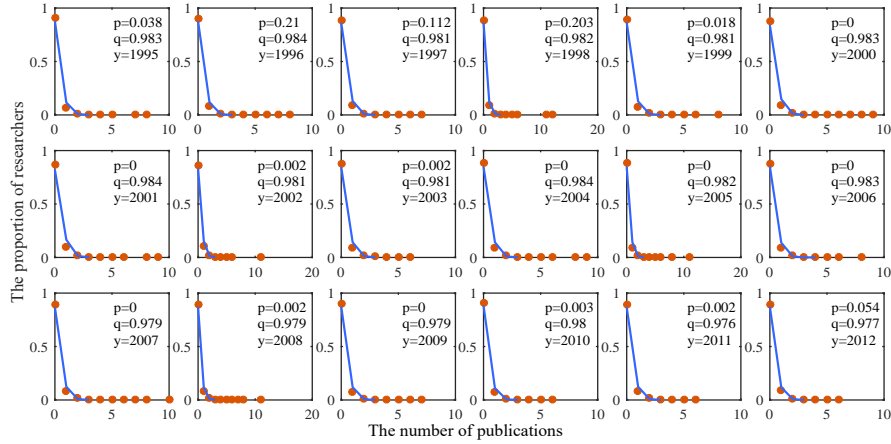 The proportion of researchers
1
0.5
0
0
5
10
p=0.038
q=0.983
y=1995
1
0.5
0
0
5
10
p=0.21
q=0.984
y=1996
1
0.5
0
0
5
10
p=0.112
q=0.981
y=1997
1
0.5
0
0
10
20
p=0.203
q=0.982
y=1998
1
0.5
0
0
5
10
p=0.018
q=0.981
y=1999
1
0.5
0
0
5
10
p=0
q=0.983
y=2000
1
0.5
0
0
5
10
p=0
q=0.984
y=2001
1
0.5
0
0
10
20
p=0.002
q=0.981
y=2002
1
0.5
0
0
5
10
p=0.002
q=0.981
y=2003
1
0.5
0
0
5
10
p=0
q=0.984
y=2004
1
0.5
0
0
10
20
p=0
q=0.982
y=2005
1
0.5
0
0
5
10
p=0
q=0.983
y=2006
1
0.5
0
0
5
10
p=0
q=0.979
y=2007
1
0.5
0
0
10
20
p=0.002
q=0.979
y=2008
1
0.5
0
0
5
10
p=0
q=0.979
y=2009
1
0.5
0
0
5
10
p=0.003
q=0.98
y=2010
1
0.5
0
0
5
10
p=0.002
q=0.976
y=2011
1
0.5
0
0
5
10
p=0.054
q=0.977
y=2012
The number of publications